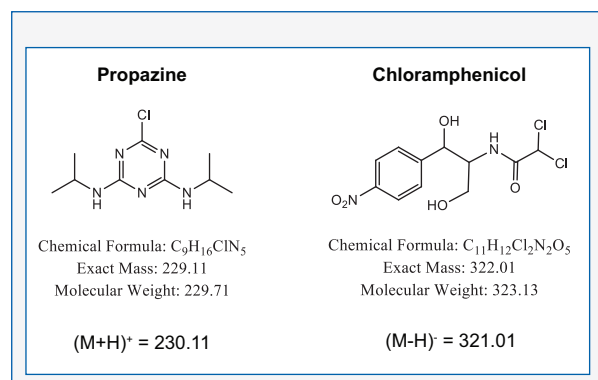 Propazine
Cl
N
N
N
N
H
N
H
Chemical Formula: C₉H₁₆ClN₅
Exact Mass: 229.11
Molecular Weight: 229.71
(M+H)⁺ = 230.11
Chloramphenicol
OH
H
N
Cl
Cl
O
HO
O₂N
Chemical Formula: C₁₁H₁₂Cl₂N₂O₅
Exact Mass: 322.01
Molecular Weight: 323.13
(M-H)⁻ = 321.01